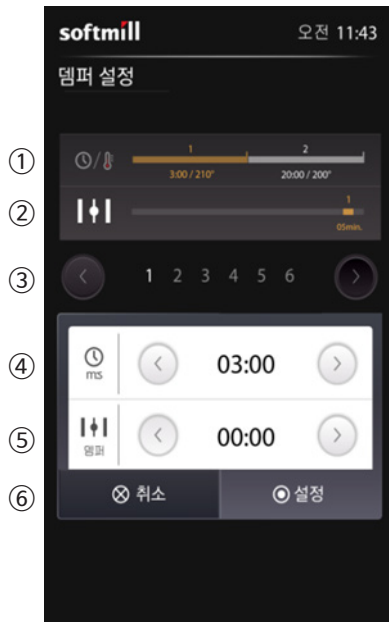 softmill 오전 11:43
뎀퍼 설정
① 1 2
3:00 / 210° 20:00 / 200°
② 1
05min.
③ 1 2 3 4 5 6
④ ms 03:00
⑤ 뎀퍼 00:00
⑥ 취소 설정